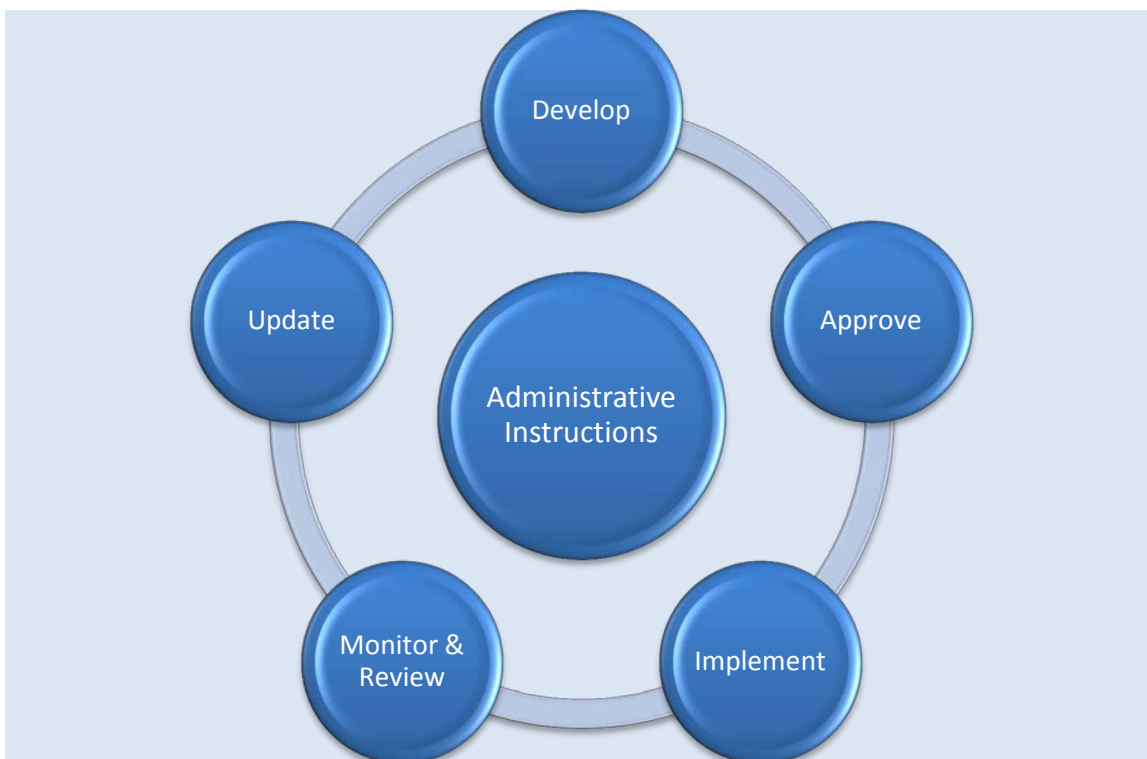 Develop
Approve
Implement
Monitor &
Review
Update
Administrative
Instructions